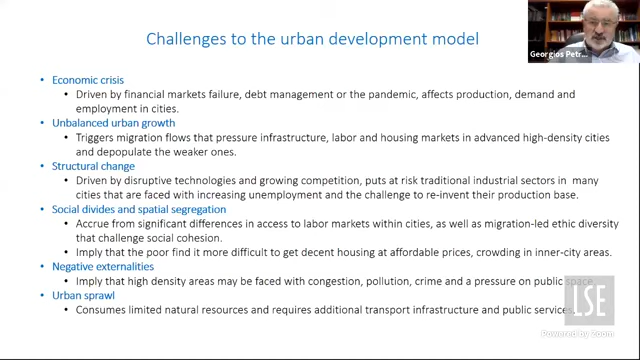 Challenges to the urban development model
Georgios Petr...
• Economic crisis
• Driven by financial markets failure, debt management or the pandemic, affects production, demand and
employment in cities.
• Unbalanced urban growth
• Triggers migration flows that pressure infrastructure, labor and housing markets in advanced high-density cities
and depopulate the weaker ones.
• Structural change
• Driven by disruptive technologies and growing competition, puts at risk traditional industrial sectors in many
cities that are faced with increasing unemployment and the challenge to re-invent their production base.
• Social divides and spatial segregation
• Accrue from significant differences in access to labor markets within cities, as well as migration-led ethic diversity
that challenge social cohesion.
• Imply that the poor find it more difficult to get decent housing at affordable prices, crowding in inner-city areas.
• Negative externalities
• Imply that high density areas may be faced with congestion, pollution, crime and a pressure on public space
• Urban sprawl
• Consumes limited natural resources and requires additional transport infrastructure and public services.
LSE
Powered by Zoom